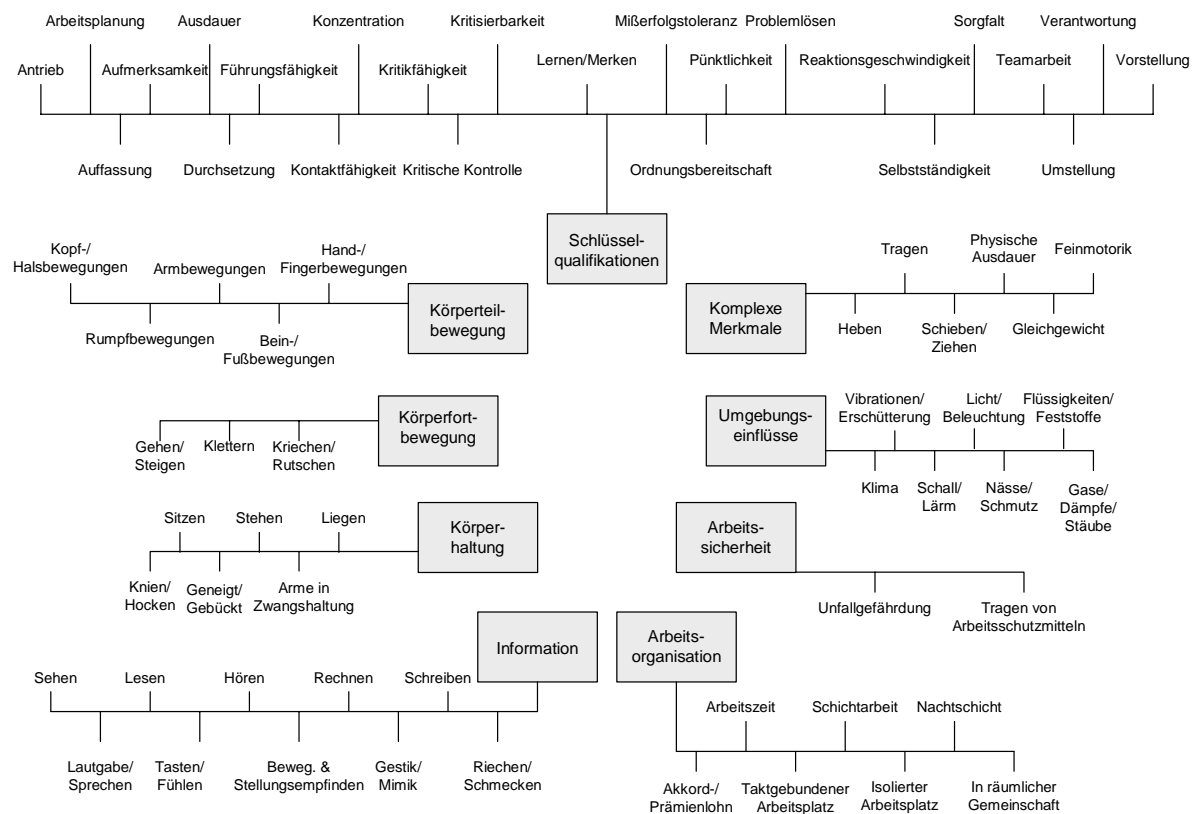 Arbeitsplanung Ausdauer Konzentration Kritisierbarkeit Mißerfolgstoleranz Problemlösen Sorgfalt Verantwortung
Antrieb Aufmerksamkeit Führungsfähigkeit Kritikfähigkeit Lernen/Merken Pünktlichkeit Reaktionsgeschwindigkeit Teamarbeit Vorstellung
Auffassung Durchsetzung Kontaktfähigkeit Kritische Kontrolle Ordnungsbereitschaft Selbstständigkeit Umstellung
Schlüssel-
qualifikationen
Kopf-/
Halsbewegungen
Armbewegungen
Hand-/
Fingerbewegungen
Rumpfbewegungen
Bein-/
Fußbewegungen
Körperteil-
bewegung
Komplexe
Merkmale
Tragen
Physische
Ausdauer
Feinmotorik
Heben
Schieben/
Ziehen
Gleichgewicht
Körperfort-
bewegung
Gehen/
Steigen
Klettern
Kriechen/
Rutschen
Umgebungs-
einflüsse
Vibrationen/
Erschütterung
Licht/
Beleuchtung
Flüssigkeiten/
Feststoffe
Klima
Schall/
Lärm
Nässe/
Schmutz
Gase/
Dämpfe/
Stäube
Sitzen
Stehen
Liegen
Körper-
haltung
Knien/
Hocken
Geneigt/
Gebückt
Arme in
Zwangshaltung
Arbeits-
sicherheit
Unfallgefährdung
Tragen von
Arbeitsschutzmitteln
Information
Sehen
Lesen
Hören
Rechnen
Schreiben
Lautgabe/
Sprechen
Tasten/
Fühlen
Beweg. &
Stellungsempfinden
Gestik/
Mimik
Riechen/
Schmecken
Arbeits-
organisation
Arbeitszeit
Schichtarbeit
Nachtschicht
Akkord-/
Prämienlohn
Taktgebundener
Arbeitsplatz
Isolierter
Arbeitsplatz
In räumlicher
Gemeinschaft